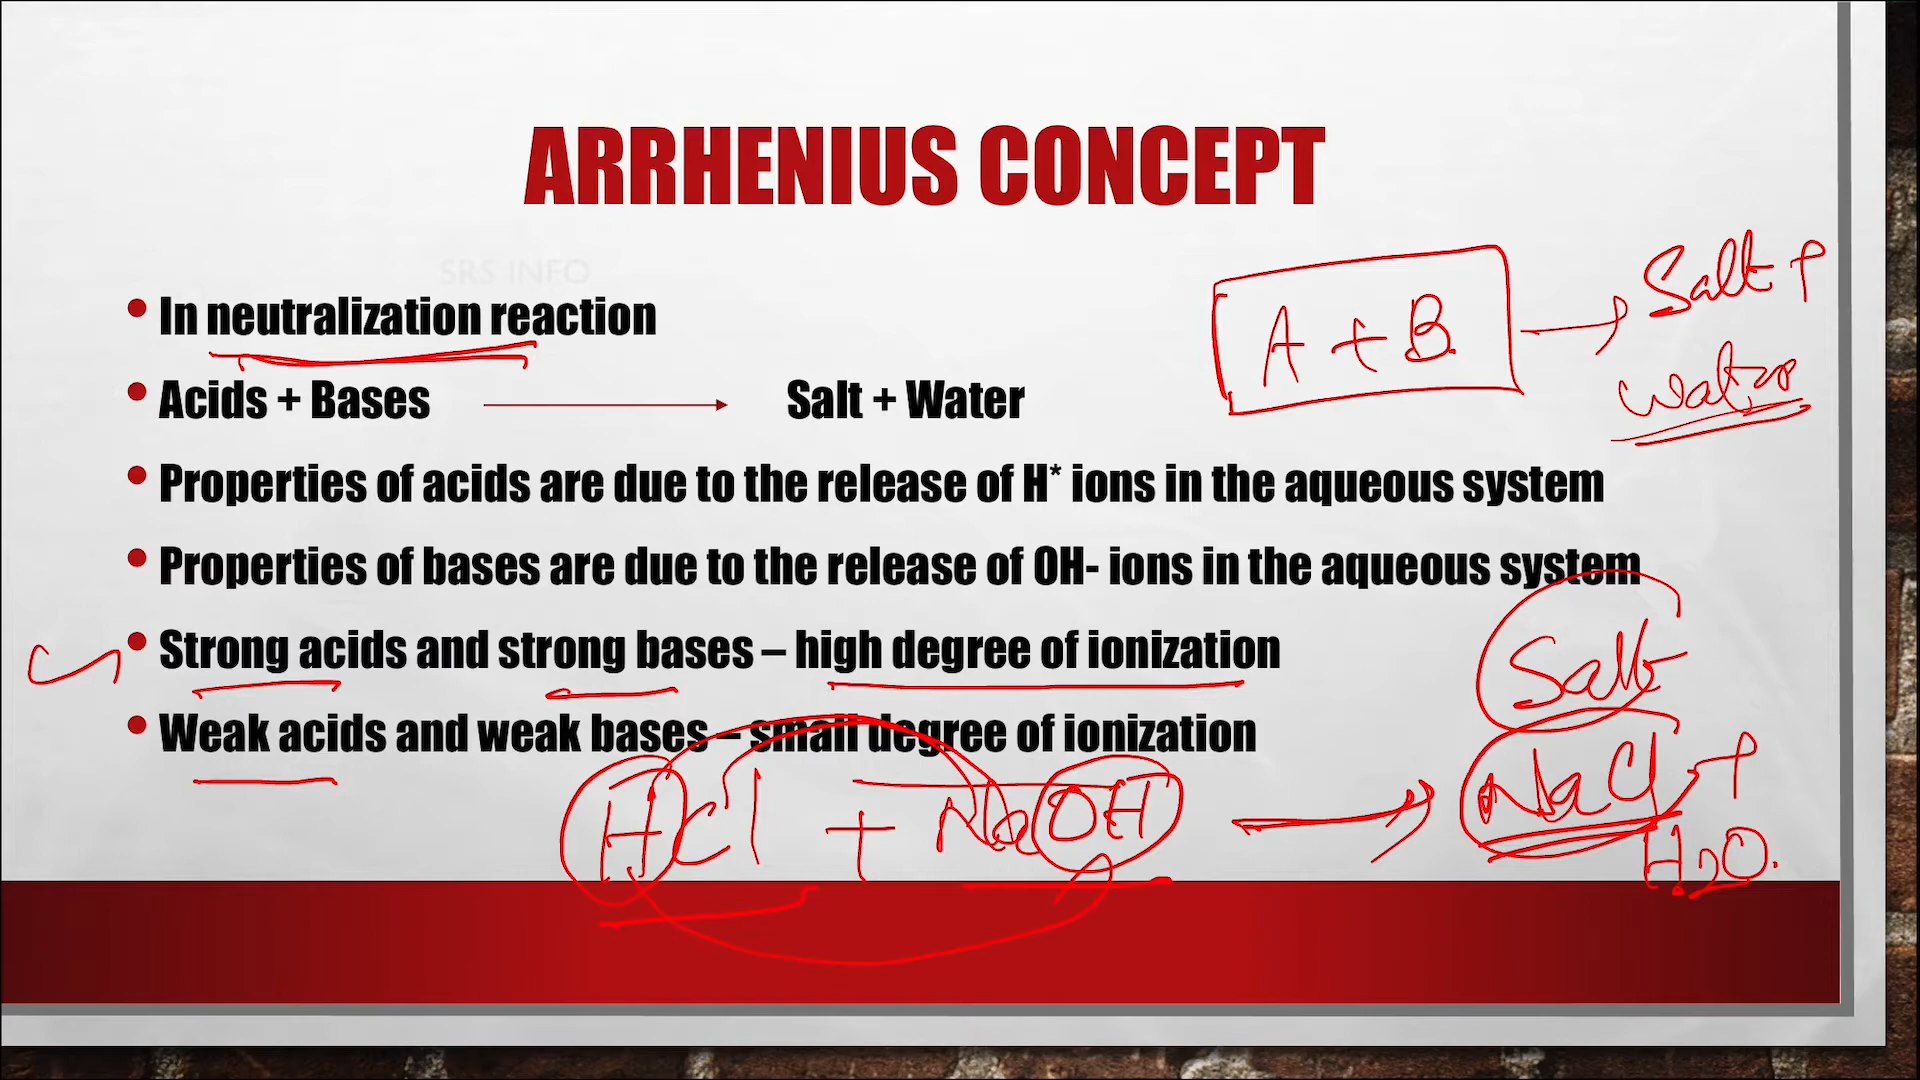 ARRHENIUS CONCEPT
SRS INFO
• In neutralization reaction
A + B → Salt +
Water
• Acids + Bases → Salt + Water
• Properties of acids are due to the release of H* ions in the aqueous system
• Properties of bases are due to the release of OH- ions in the aqueous system
• Strong acids and strong bases – high degree of ionization
Salt
• Weak acids and weak bases – small degree of ionization
HCl + NaOH → NaCl +
H2O.